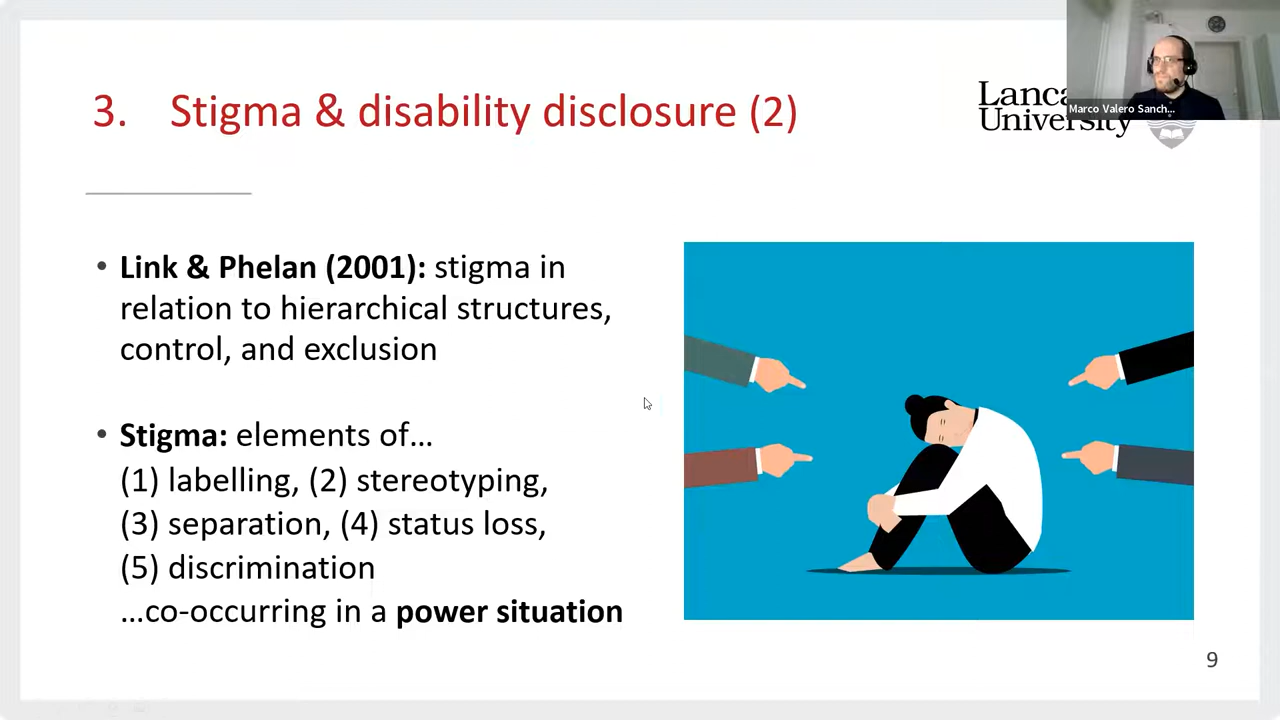 3. Stigma & disability disclosure (2)
Lanca
University
Marco Valero Sanch...
• Link & Phelan (2001): stigma in
relation to hierarchical structures,
control, and exclusion
• Stigma: elements of…
(1) labelling, (2) stereotyping,
(3) separation, (4) status loss,
(5) discrimination
…co-occurring in a power situation
9